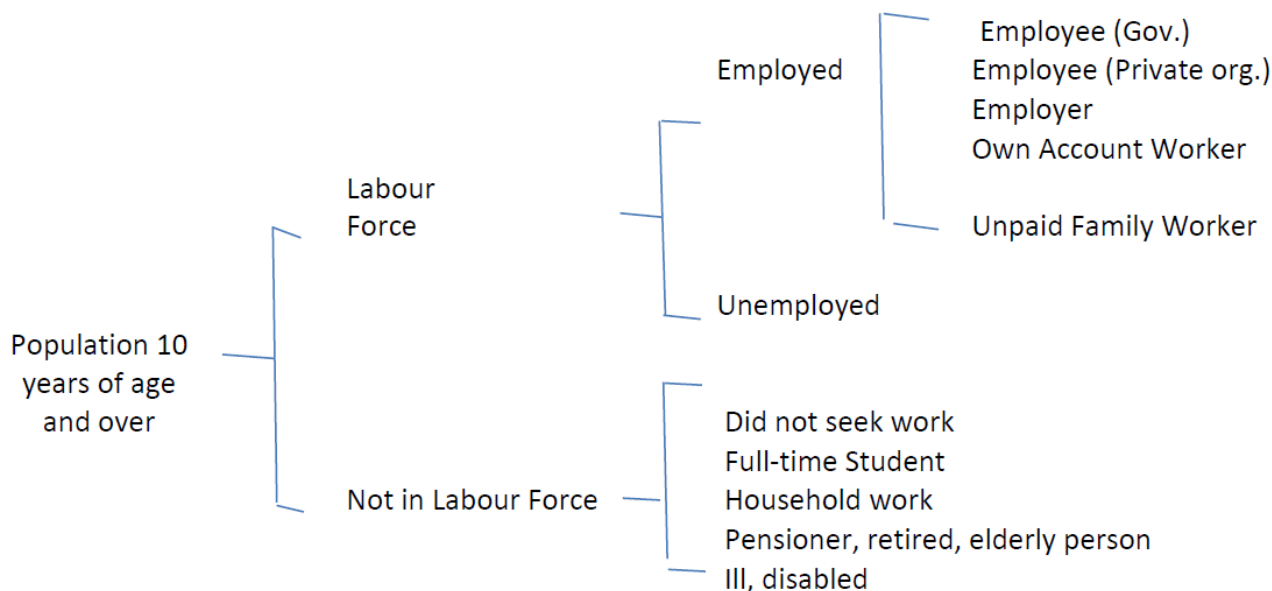 Employee (Gov.)
Employed
Employee (Private org.)
Employer
Own Account Worker
Labour
Force
Unpaid Family Worker
Unemployed
Population 10
years of age
and over
Did not seek work
Full-time Student
Household work
Not in Labour Force
Pensioner, retired, elderly person
Ill, disabled